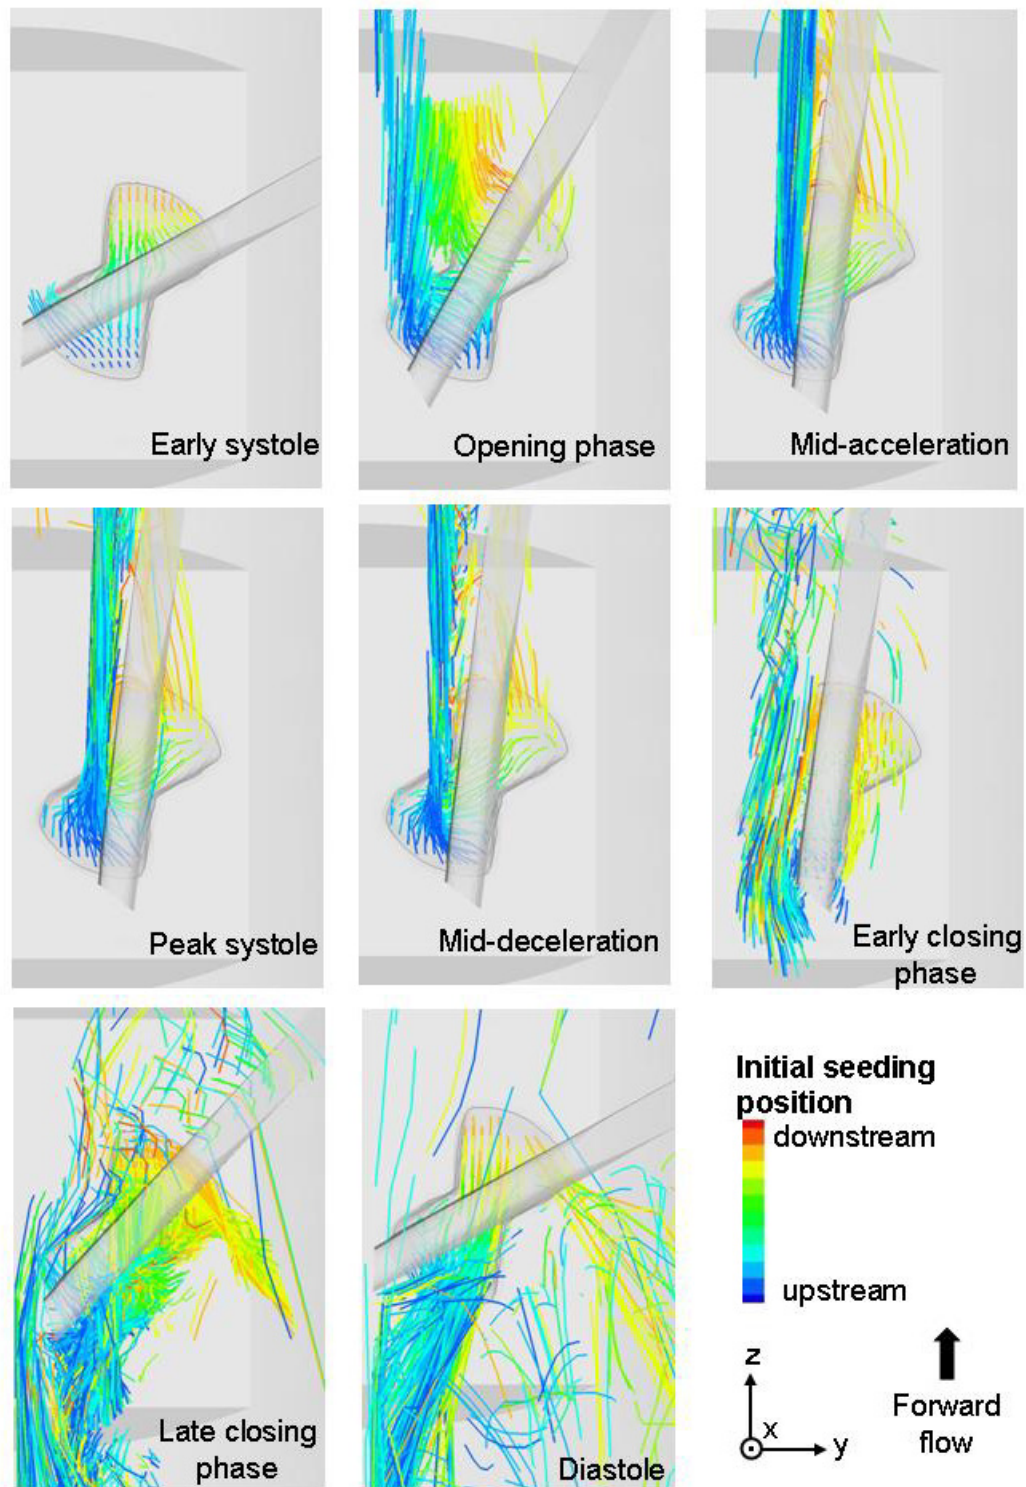 Early systole
Opening phase
Mid-acceleration
Peak systole
Mid-deceleration
Early closing
phase
Late closing
phase
Diastole
Initial seeding
position
downstream
upstream
z
x
y
Forward
flow